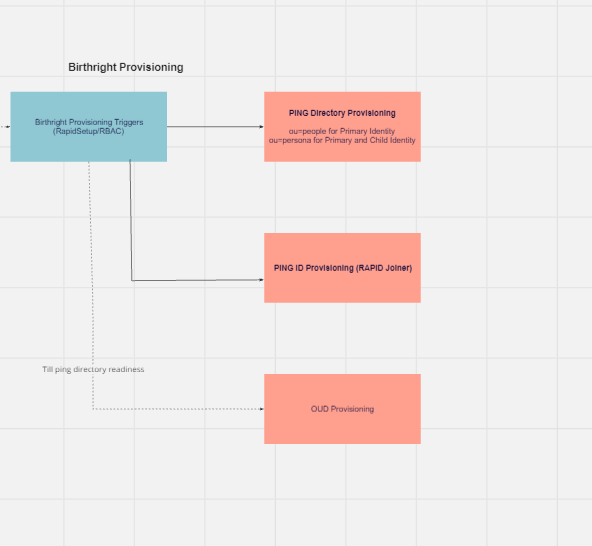 Birthright Provisioning
Birthright Provisioning Triggers
(RapidSetup/RBAC)
PING Directory Provisioning
ou=people for Primary Identity
ou=persona for Primary and Child Identity
PING ID Provisioning (RAPID Joiner)
Till ping directory readiness
OUD Provisioning